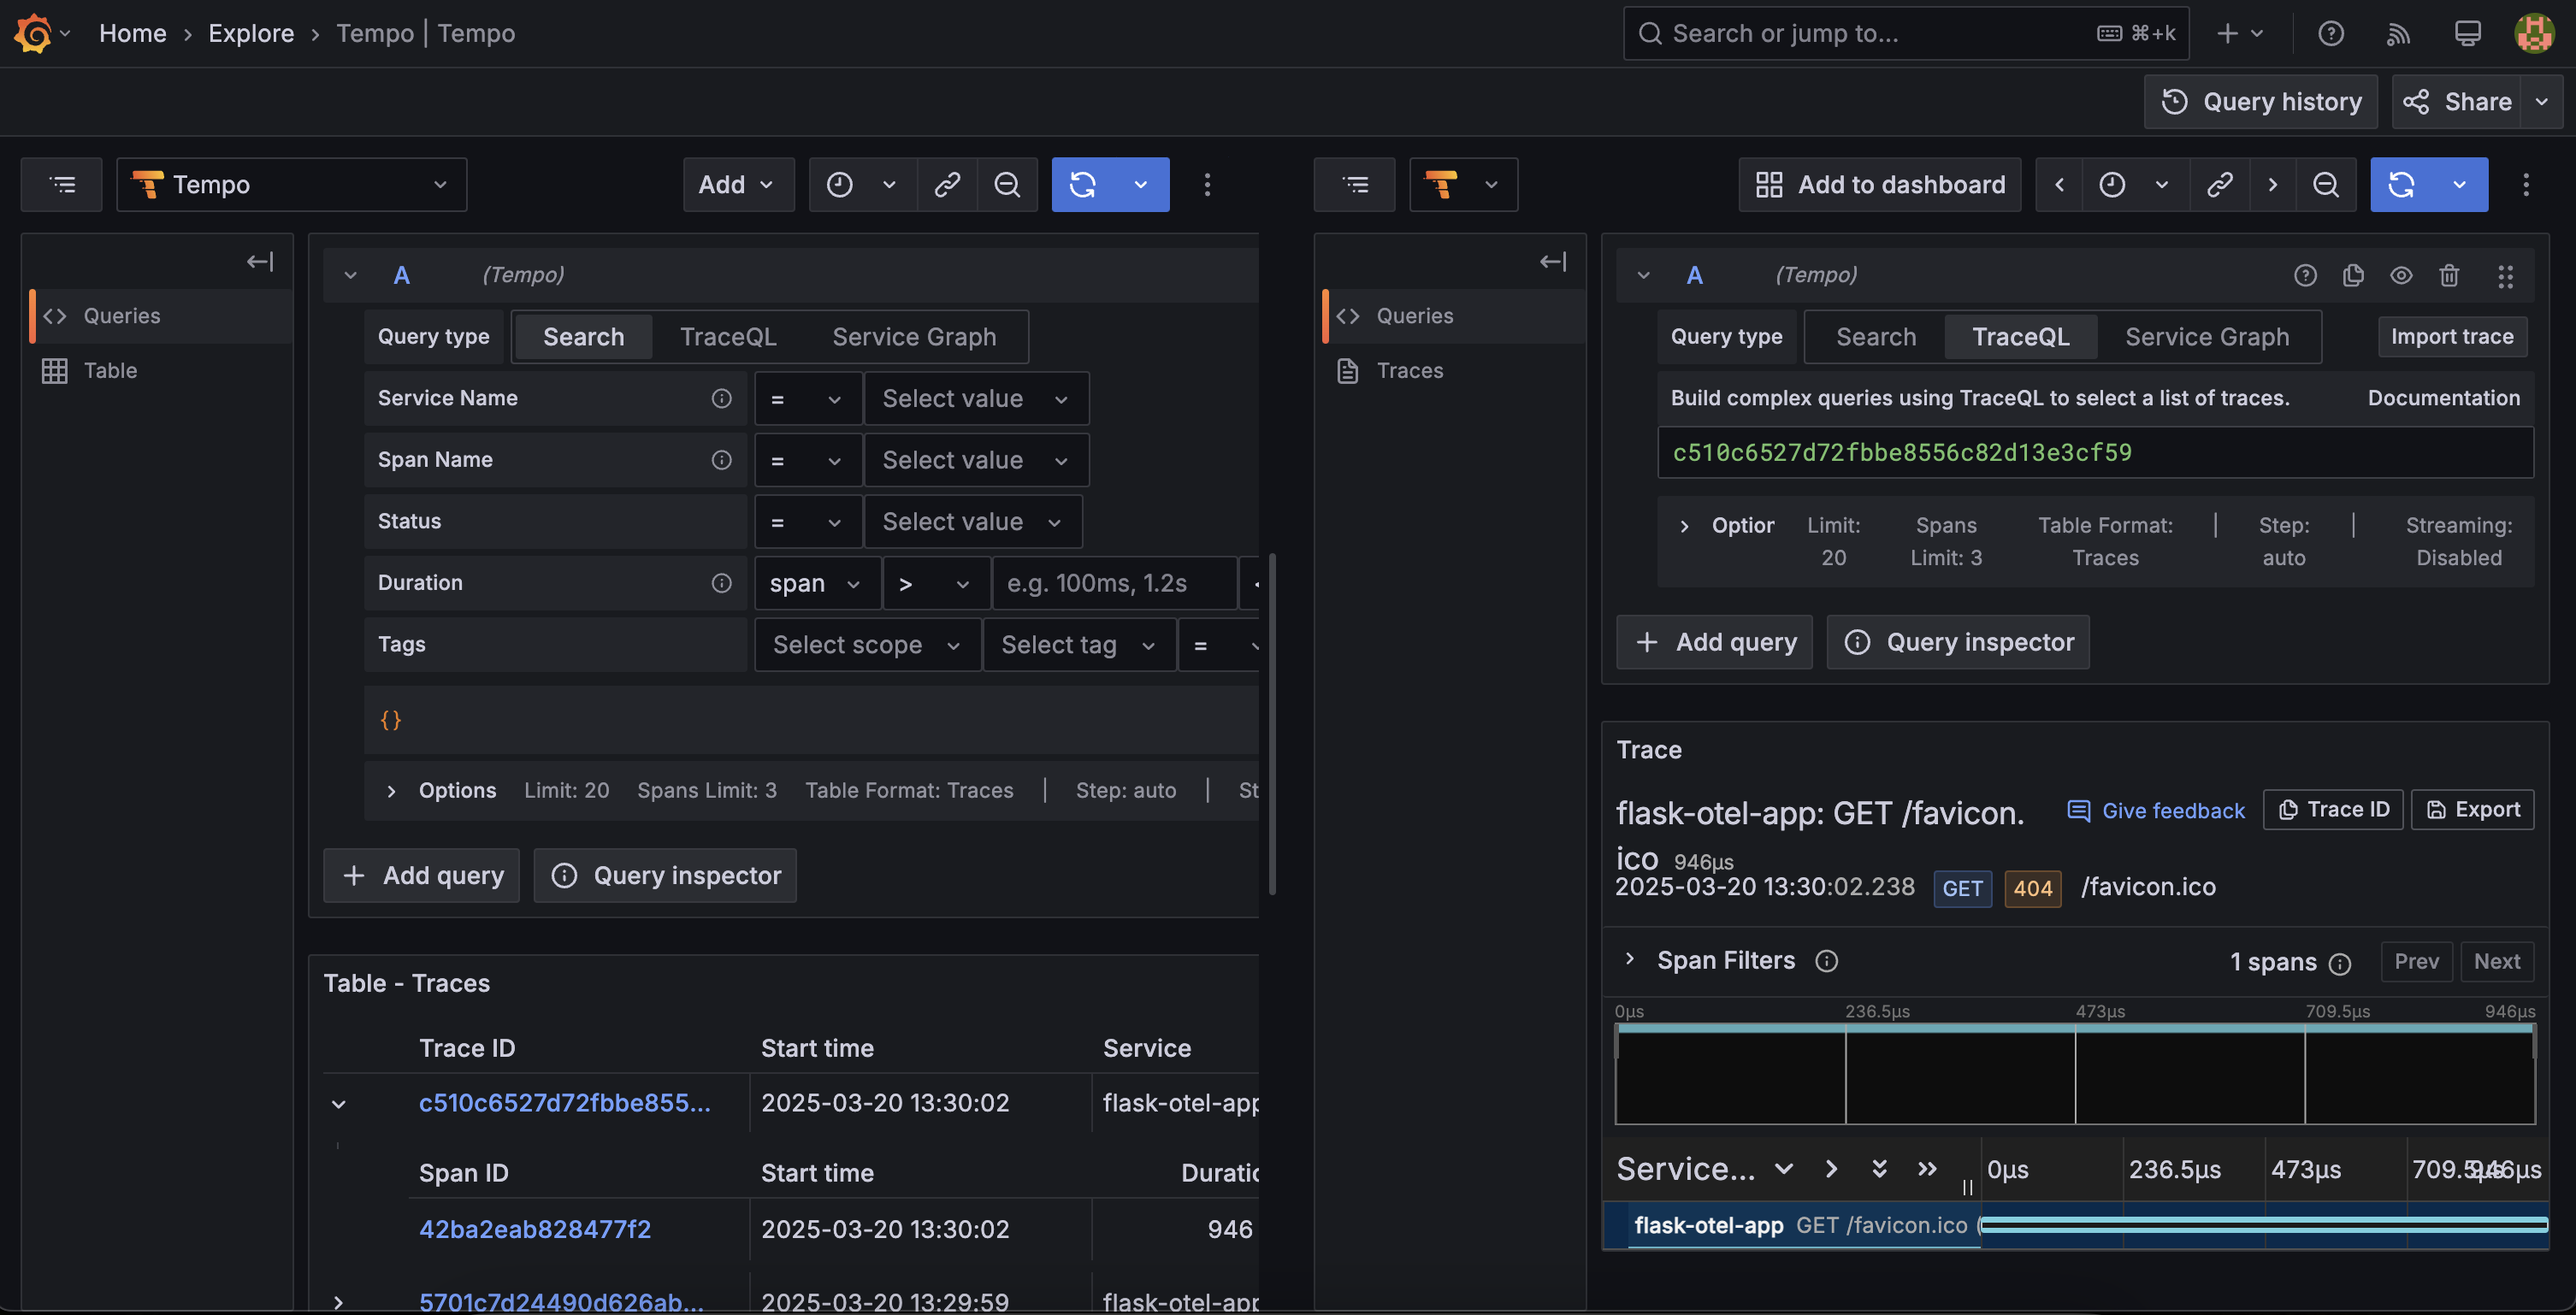 Home › Explore › Tempo | Tempo
Search or jump to...
⌘+k
Query history
Share
Tempo
Add
Queries
Table
A
(Tempo)
Query type
Search
TraceQL
Service Graph
Service Name
=
Select value
Span Name
=
Select value
Status
=
Select value
Duration
span
>
e.g. 100ms, 1.2s
Tags
Select scope
Select tag
=
{}
Options Limit: 20 Spans Limit: 3 Table Format: Traces | Step: auto | St
+ Add query
Query inspector
Table - Traces
Trace ID Start time Service
c510c6527d72fbbe855... 2025-03-20 13:30:02 flask-otel-app
Span ID Start time Duratio
42ba2eab828477f2 2025-03-20 13:30:02 946
5701c7d24490d626ab... 2025-03-20 13:29:59 flask-otel-app
Add to dashboard
Queries
Traces
A
(Tempo)
Query type
Search
TraceQL
Service Graph
Import trace
Build complex queries using TraceQL to select a list of traces.
Documentation
c510c6527d72fbbe8556c82d13e3cf59
Option
Limit: 20
Spans Limit: 3
Table Format: Traces
|
Step: auto
|
Streaming: Disabled
+ Add query
Query inspector
Trace
flask-otel-app: GET /favicon.
ico 946μs
Give feedback
Trace ID
Export
2025-03-20 13:30:02.238 GET 404 /favicon.ico
Span Filters
1 spans
Prev
Next
0μs 236.5μs 473μs 709.5μs 946μs
Service... 0μs 236.5μs 473μs 709.5μs 946μs
flask-otel-app GET /favicon.ico (